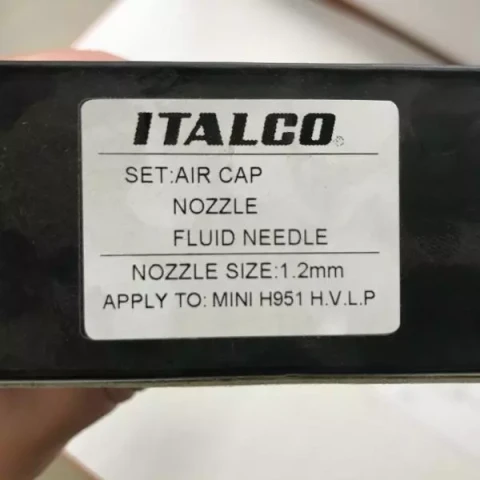 ITALCO®
SET:AIR CAP
NOZZLE
FLUID NEEDLE
NOZZLE SIZE:1.2mm
APPLY TO: MINI H951 H.V.L.P